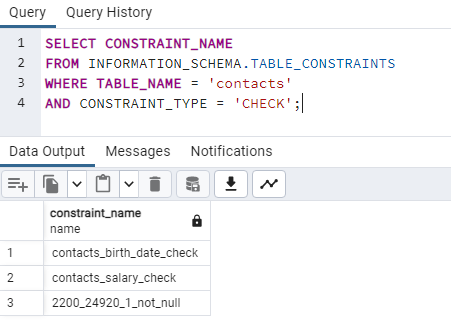 Query Query History
1 SELECT CONSTRAINT_NAME
2 FROM INFORMATION_SCHEMA.TABLE_CONSTRAINTS
3 WHERE TABLE_NAME = 'contacts'
4 AND CONSTRAINT_TYPE = 'CHECK';
Data Output Messages Notifications
constraint_name
name
1 contacts_birth_date_check
2 contacts_salary_check
3 2200_24920_1_not_null